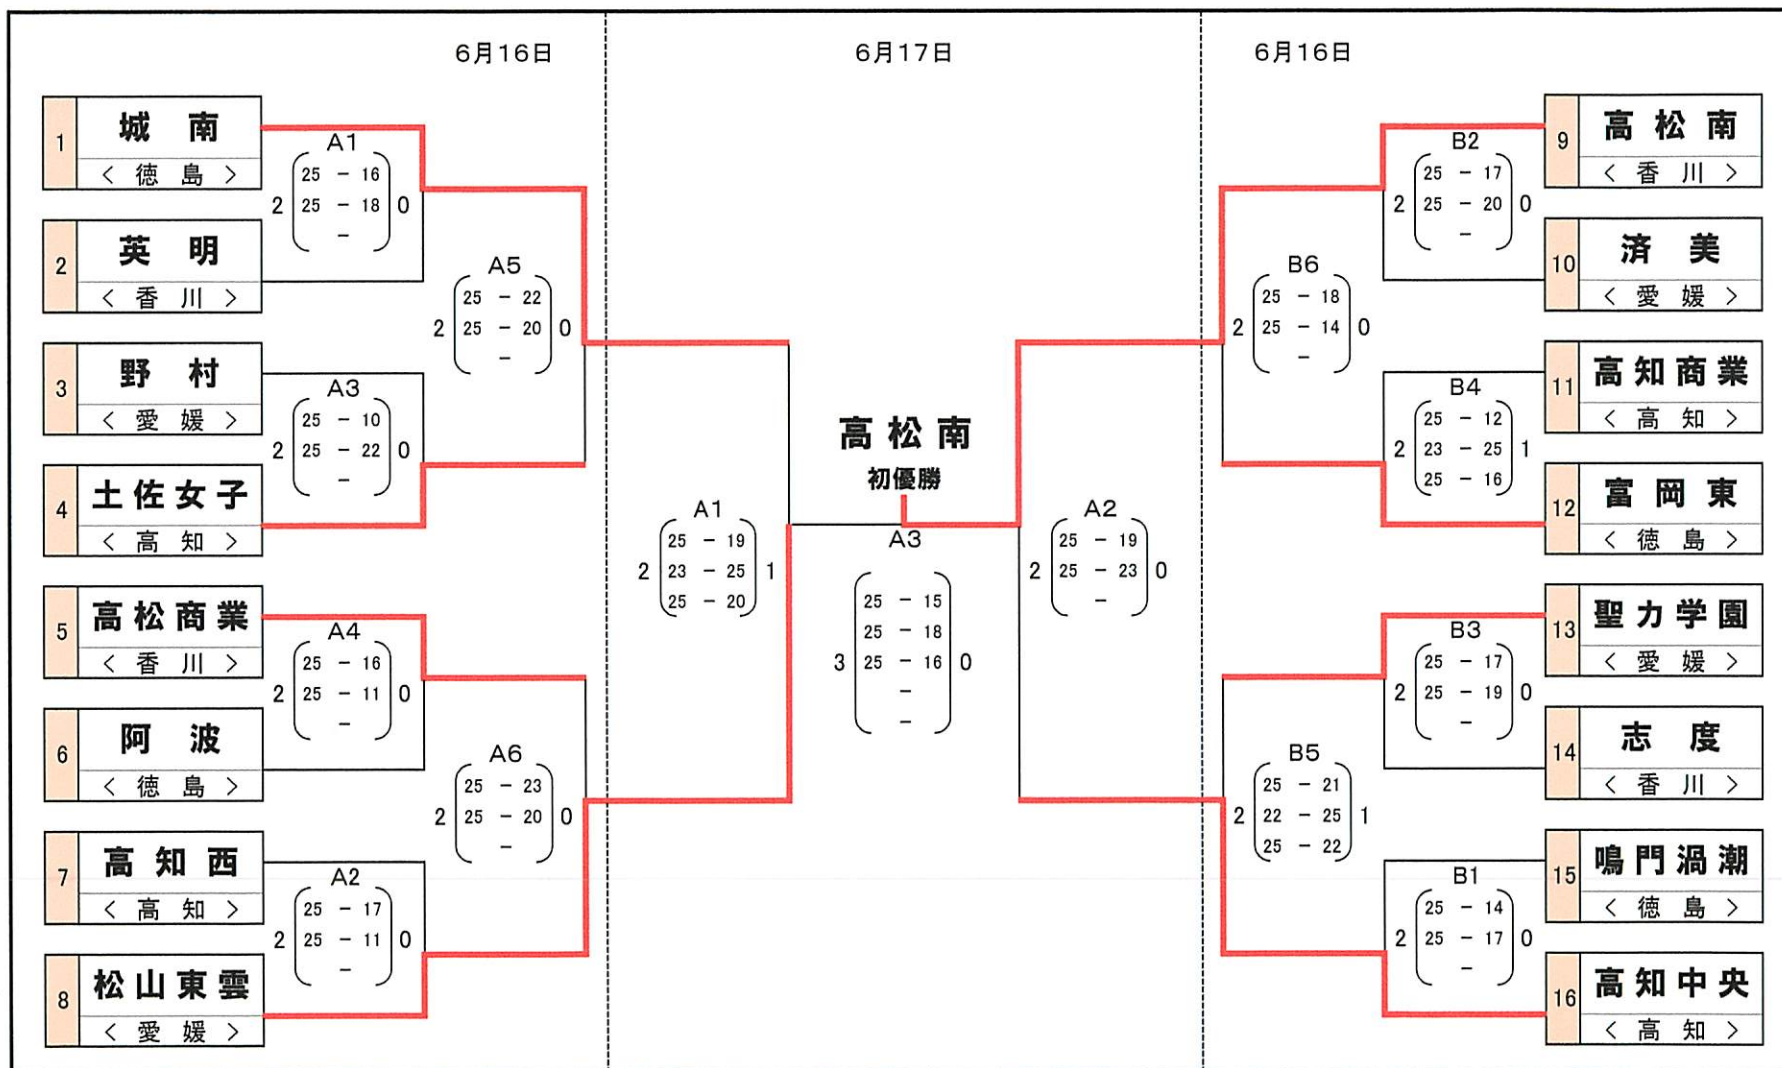 6月16日
6月17日
6月16日
1
城南
<徳島>
2
英明
<香川>
3
野村
<愛媛>
4
土佐女子
<高知>
5
高松商業
<香川>
6
阿波
<徳島>
7
高知西
<高知>
8
松山東雲
<愛媛>
A1
25 - 16
2 25 - 18 0
-
A3
25 - 10
2 25 - 22 0
-
A4
25 - 16
2 25 - 11 0
-
A2
25 - 17
2 25 - 11 0
-
A5
25 - 22
2 25 - 20 0
-
A6
25 - 23
2 25 - 20 0
-
A1
25 - 19
2 23 - 25 1
25 - 20
高松南
初優勝
A3
25 - 15
25 - 18
3 25 - 16 0
-
-
A2
25 - 19
2 25 - 23 0
-
B6
25 - 18
2 25 - 14 0
-
B5
25 - 21
2 22 - 25 1
25 - 22
B2
25 - 17
2 25 - 20 0
-
B4
25 - 12
2 23 - 25 1
25 - 16
B3
25 - 17
2 25 - 19 0
-
B1
25 - 14
2 25 - 17 0
-
9
高松南
<香川>
10
済美
<愛媛>
11
高知商業
<高知>
12
富岡東
<徳島>
13
聖カ学園
<愛媛>
14
志度
<香川>
15
鳴門渦潮
<徳島>
16
高知中央
<高知>